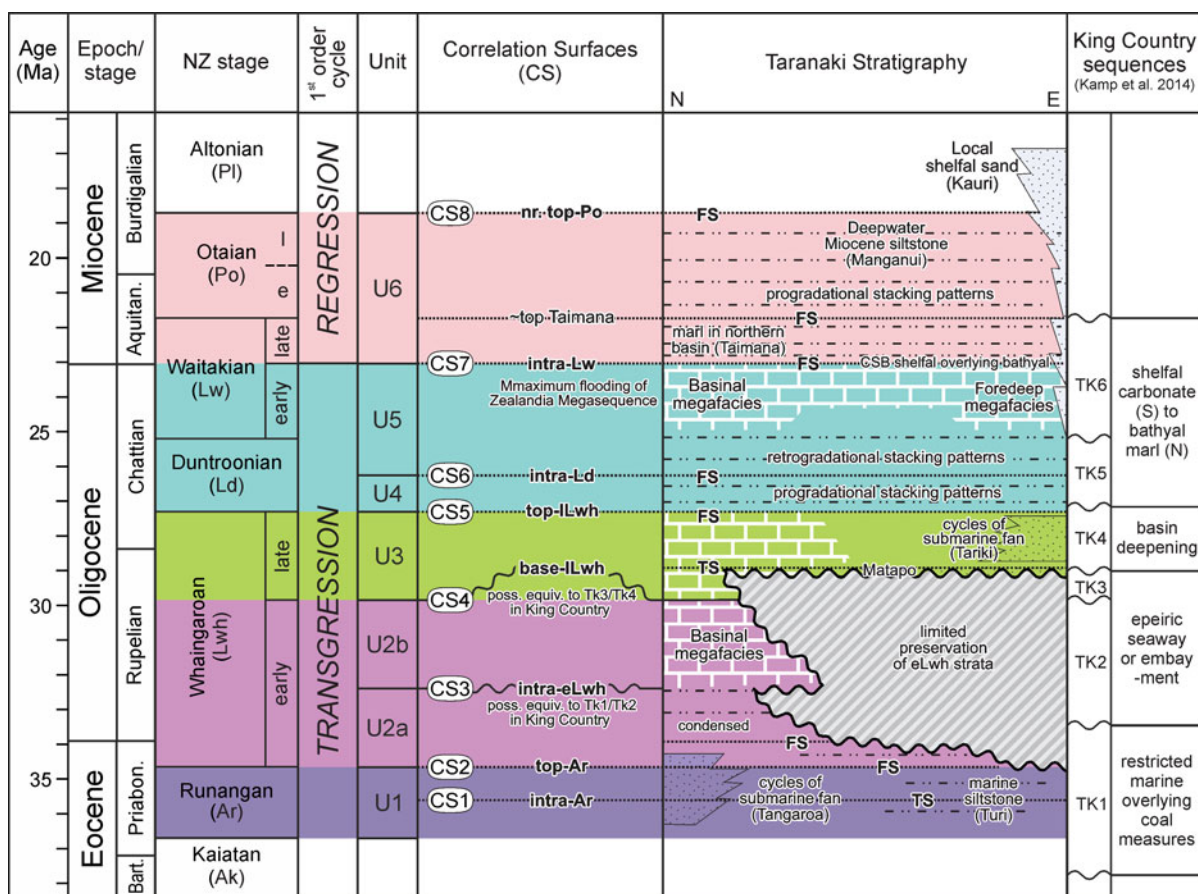 Age
(Ma)
Epoch/
stage
NZ stage
1st order
cycle
Unit
Correlation Surfaces
(CS)
Taranaki Stratigraphy
N
E
King Country
sequences
(Kamp et al. 2014)
20
25
30
35
Miocene
Oligocene
Eocene
Burdigalian
Aquitan.
Chattian
Rupelian
Priabon.
Bart.
Altonian
(Pl)
Otaian
(Po)
l
e
Waitakian
(Lw)
late
early
Duntroonian
(Ld)
Whaingaroan
(Lwh)
late
early
Runangan
(Ar)
Kaiatan
(Ak)
REGRESSION
TRANSGRESSION
U6
U5
U4
U3
U2b
U2a
U1
CS8
nr. top-Po
~top Taimana
CS7
intra-Lw
Mmaximum flooding of
Zealandia Megasequence
CS6
intra-Ld
CS5
top-lLwh
base-lLwh
CS4
poss. equiv. to Tk3/Tk4
in King Country
CS3
intra-eLwh
poss. equiv to Tk1/Tk2
in King Country
CS2
top-Ar
CS1
intra-Ar
Local
shelfal sand
(Kauri)
FS
Deepwater
Miocene siltstone
(Manganui)
progradational stacking patterns
FS
marl in northern
basin (Taimana)
FS
CSB shelfal overlying bathyal
Basinal
megafacies
Foredeep
megafacies
retrogradational stacking patterns
FS
progradational stacking patterns
FS
cycles of
submarine fan
(Tariki)
TS
Matapo
Basinal
megafacies
limited
preservation
of eLwh strata
condensed
FS
FS
cycles of
submarine fan
(Tangaroa)
TS
marine
siltstone
(Turi)
TK6
TK5
TK4
TK3
TK2
TK1
shelfal
carbonate
(S) to
bathyal
marl (N)
basin
deepening
epeiric
seaway
or embay
-ment
restricted
marine
overlying
coal
measures